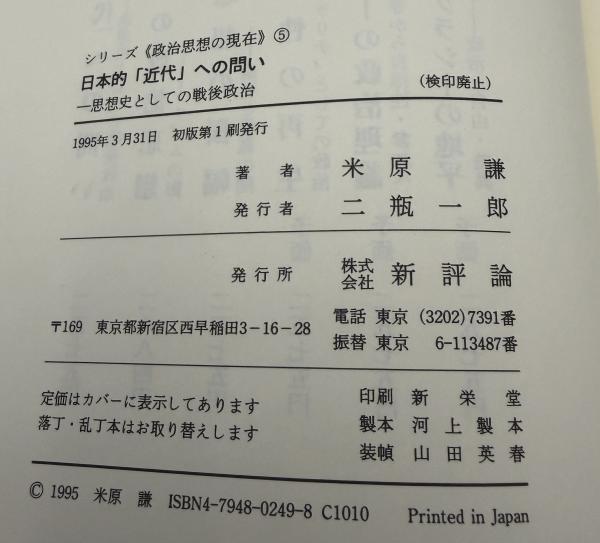 シリーズ《政治思想の現在》⑤
日本的「近代」への問い
―思想史としての戦後政治
(検印廃止)
1995年3月31日 初版第1刷発行
著者 米原謙
発行者 二瓶一郎
発行所 株式会社 新評論
〒169 東京都新宿区西早稲田3-16-28
電話 東京 (3202)7391番
振替 東京 6-113487番
定価はカバーに表示してあります
落丁・乱丁本はお取り替えします
印刷 新栄堂
製本 河上製本
装幀 山田英春
© 1995 米原 謙 ISBN4-7948-0249-8 C1010
Printed in Japan